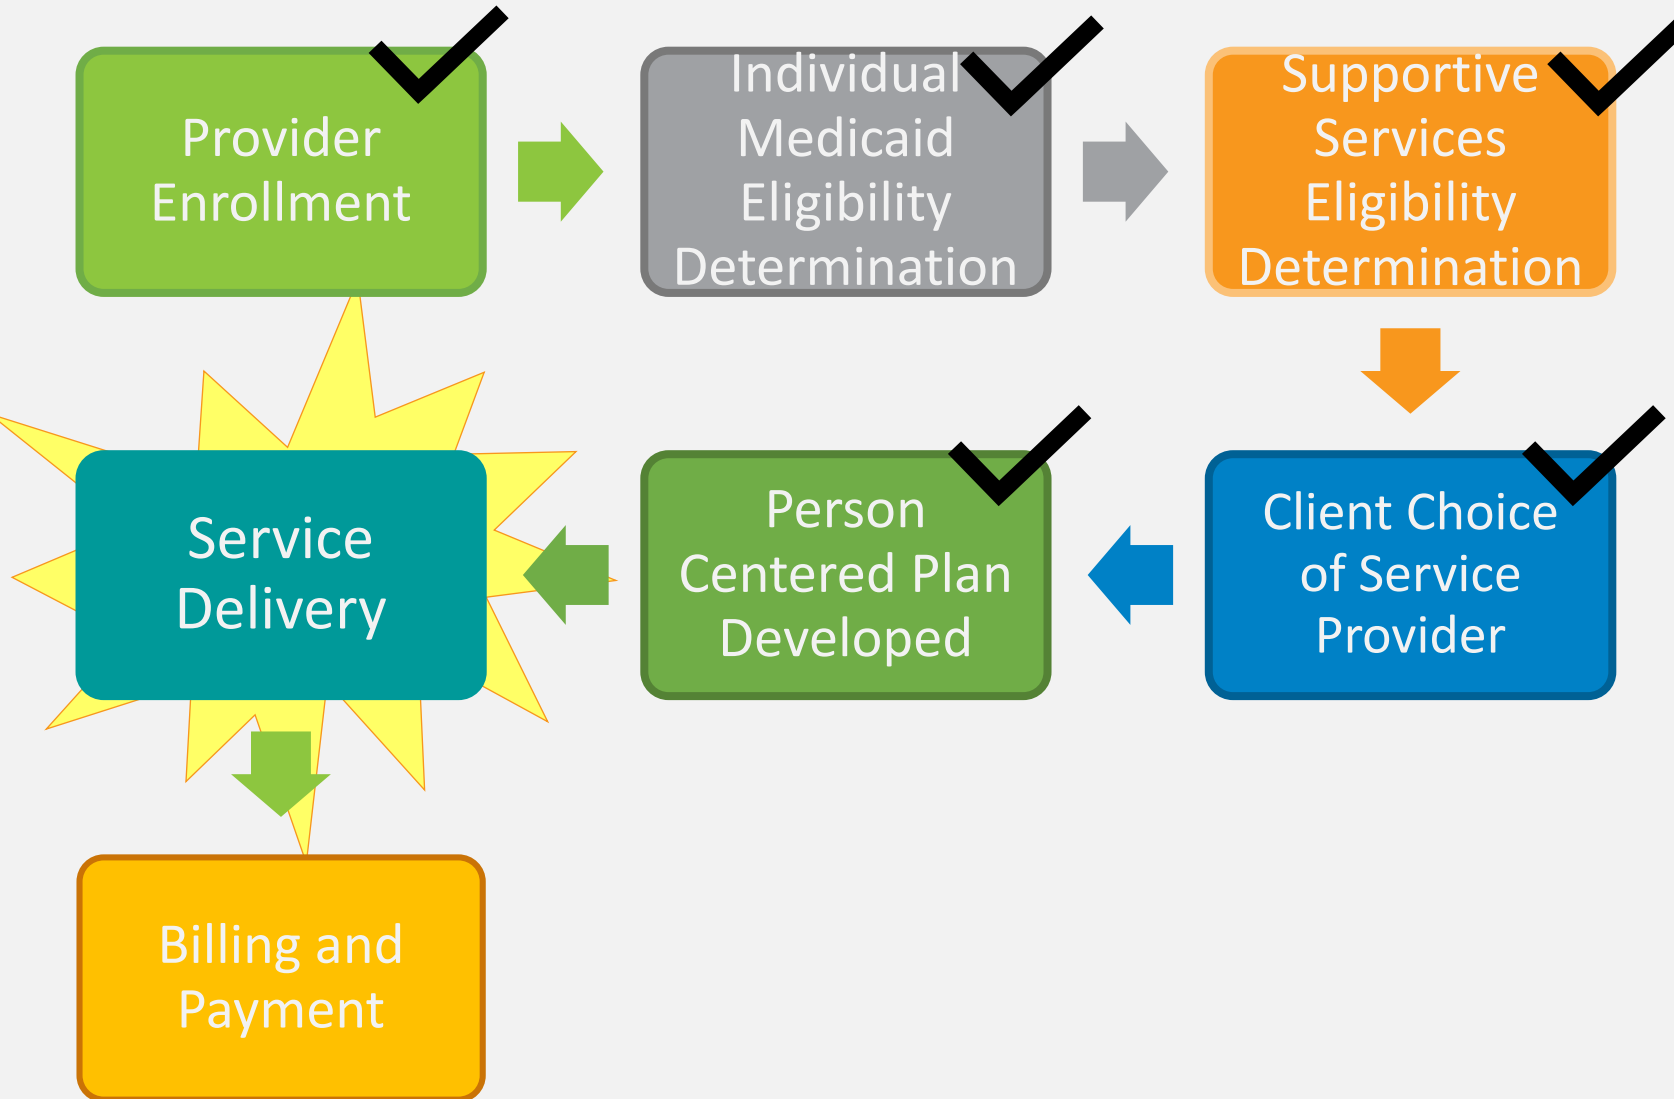 Provider
Enrollment
Individual
Medicaid
Eligibility
Determination
Supportive
Services
Eligibility
Determination
Client Choice
of Service
Provider
Person
Centered Plan
Developed
Service
Delivery
Billing and
Payment